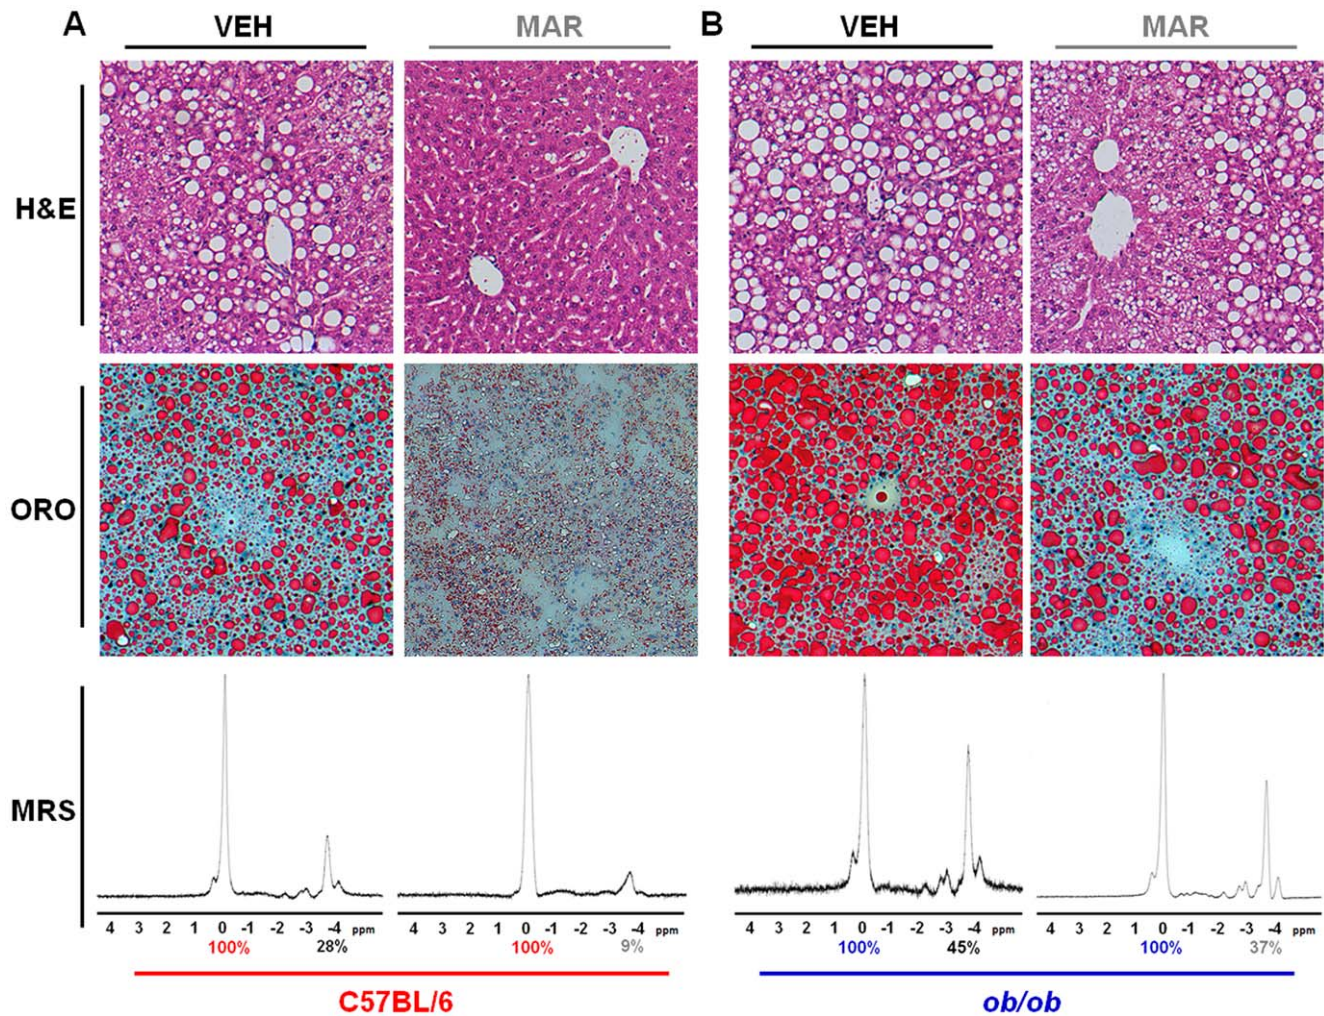 A VEH MAR B VEH MAR
H&E
ORO
MRS
4 3 2 1 0 -1 -2 -3 -4 ppm 4 3 2 1 0 -1 -2 -3 -4 ppm 4 3 2 1 0 -1 -2 -3 -4 ppm 4 3 2 1 0 -1 -2 -3 -4 ppm
100% 28% 100% 9% 100% 45% 100% 37%
C57BL/6 ob/ob